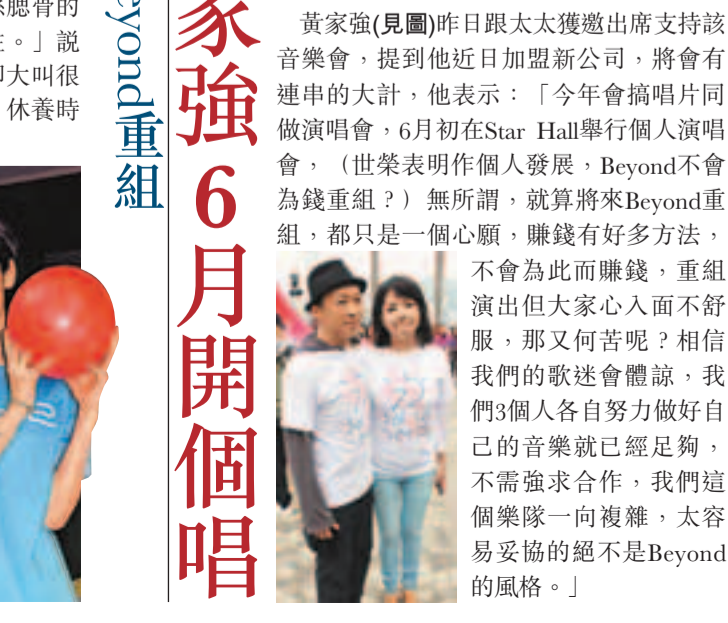 係腮骨的
主。」説
即大叫很
休養時
eyond重組
家強6月開個唱
黃家強(見圖)昨日跟太太獲邀出席支持該
音樂會，提到他近日加盟新公司，將會有
連串的大計，他表示：「今年會搞唱片同
做演唱會，6月初在Star Hall舉行個人演唱
會，（世榮表明作個人發展，Beyond不會
為錢重組？）無所謂，就算將來Beyond重
組，都只是一個心願，賺錢有好多方法，
不會為此而賺錢，重組
演出但大家心入面不舒
服，那又何苦呢？相信
我們的歌迷會體諒，我
們3個人各自努力做好自
己的音樂就已經足夠，
不需強求合作，我們這
個樂隊一向複雜，太容
易妥協的絕不是Beyond
的風格。」